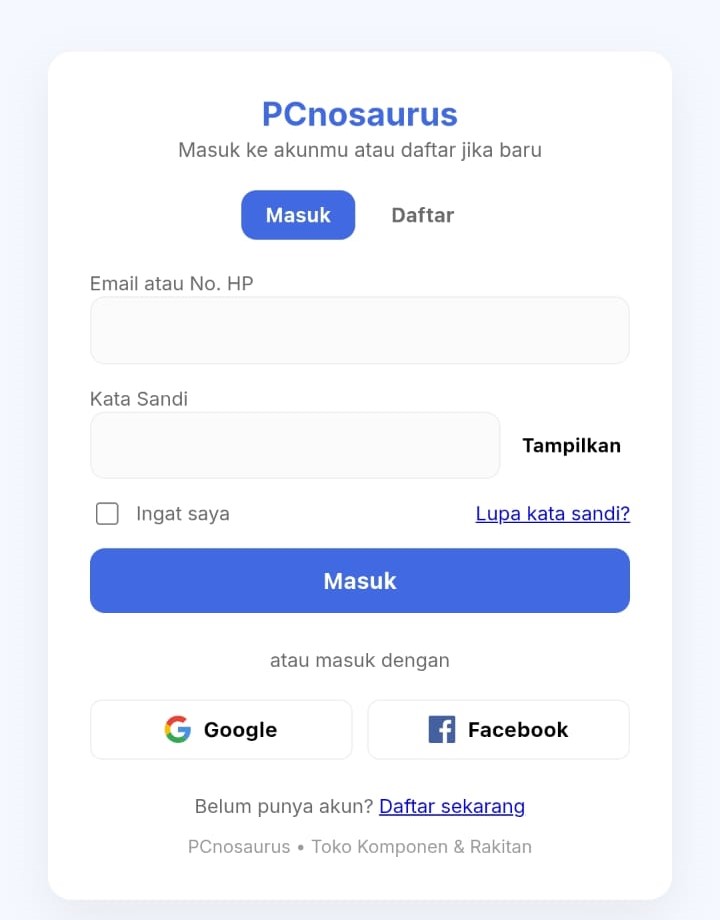 PCnosaurus
Masuk ke akunmu atau daftar jika baru
Masuk Daftar
Email atau No. HP
Kata Sandi
Tampilkan
Ingat saya Lupa kata sandi?
Masuk
atau masuk dengan
Google Facebook
Belum punya akun? Daftar sekarang
PCnosaurus • Toko Komponen & Rakitan